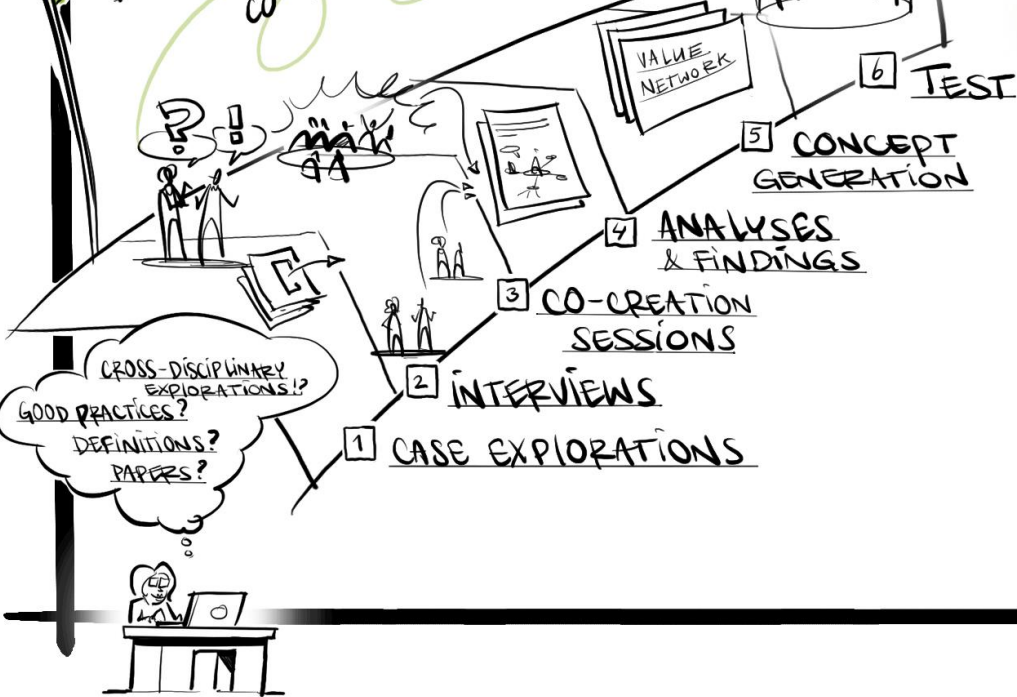 CO
VALUE
NETWORK
6 TEST
5 CONCEPT
GENERATION
? !
4 ANALYSES
& FINDINGS
3 CO-CREATION
SESSIONS
2 INTERVIEWS
1 CASE EXPLORATIONS
CROSS-DISCIPLINARY
EXPLORATIONS!?
GOOD PRACTICES?
DEFINITIONS?
PAPERS?